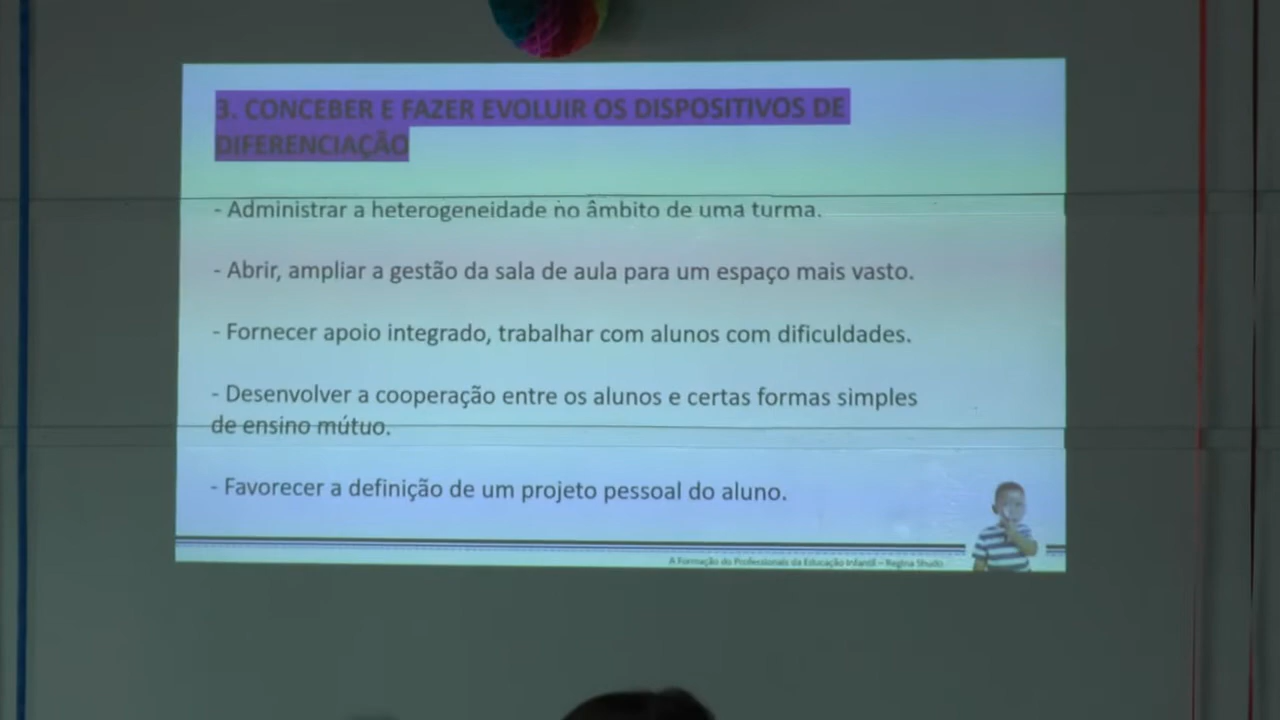 3. CONCEBER E FAZER EVOLUIR OS DISPOSITIVOS DE
DIFERENCIAÇÃO
- Administrar a heterogeneidade no âmbito de uma turma.
- Abrir, ampliar a gestão da sala de aula para um espaço mais vasto.
- Fornecer apoio integrado, trabalhar com alunos com dificuldades.
- Desenvolver a cooperação entre os alunos e certas formas simples
de ensino mútuo.
- Favorecer a definição de um projeto pessoal do aluno.
A Formação do Professionais da Educação Infantil – Regina Shudo